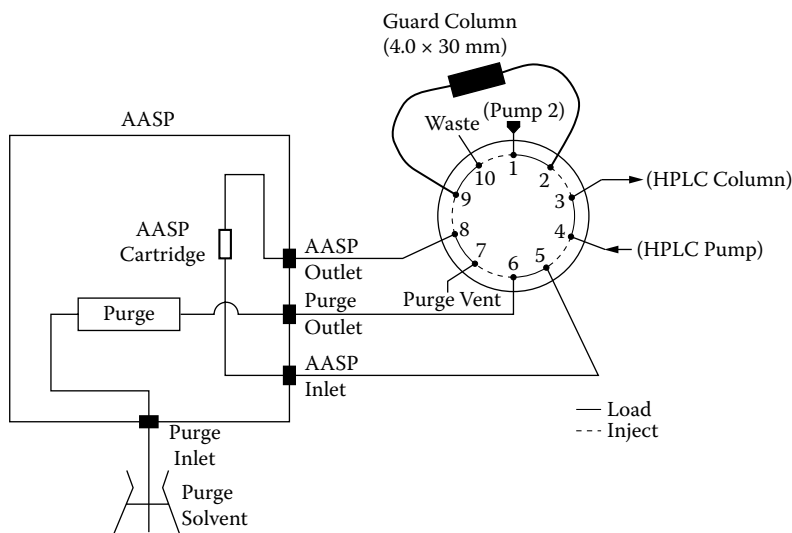 Guard Column
(4.0 × 30 mm)
AASP
Waste
(Pump 2)
10
1
2
9
3
(HPLC Column)
AASP
Cartridge
AASP
Outlet
8
4
(HPLC Pump)
7
6
5
Purge
Purge
Outlet
Purge Vent
AASP
Inlet
Load
Inject
Purge
Inlet
Purge
Solvent